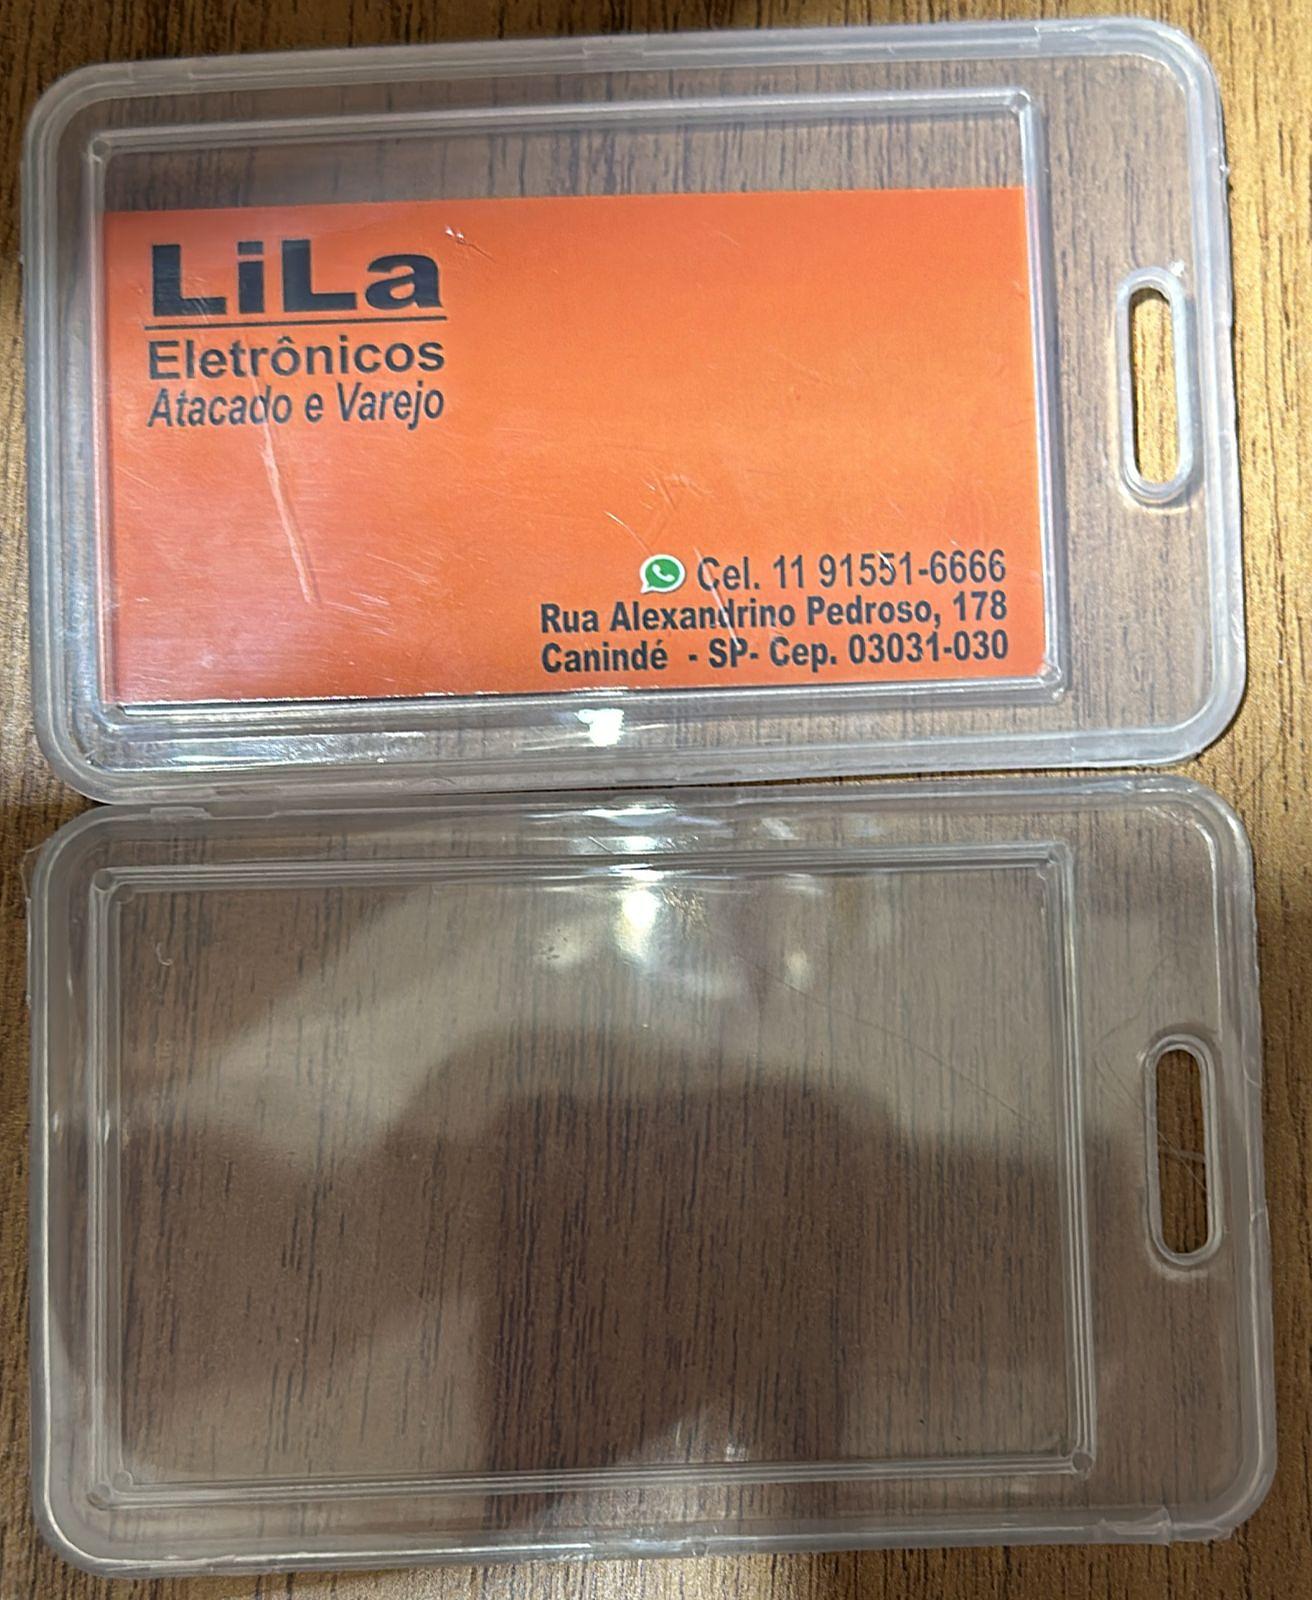 LiLa
Eletrônicos
Atacado e Varejo
Cel. 11 91551-6666
Rua Alexandrino Pedroso, 178
Canindé - SP- Cep. 03031-030